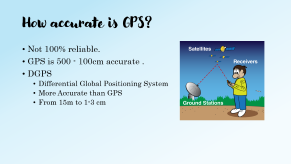 How accurate is GPS?
• Not 100% reliable.
• GPS is 500 - 100cm accurate .
• DGPS
• Differential Global Positioning System
• More Accurate than GPS
• From 15m to 1-3 cm
Satellites
Receivers
Ground Stations